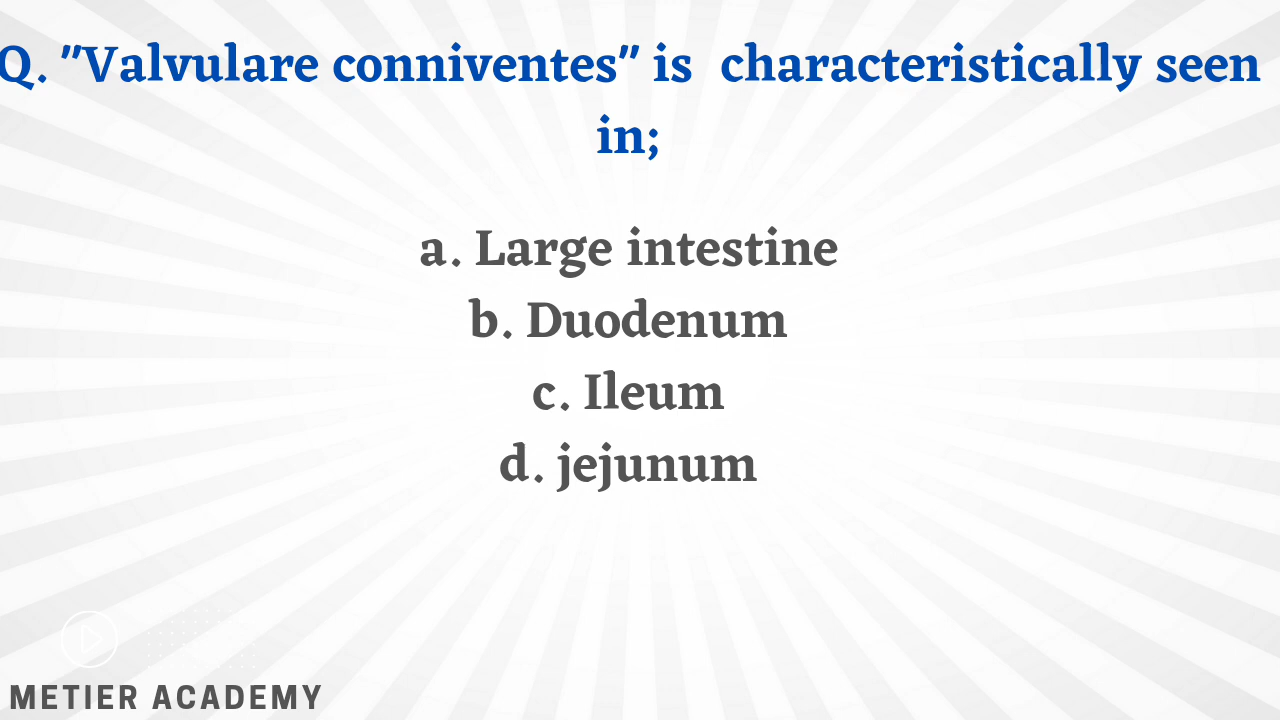 Q. "Valvulare conniventes" is characteristically seen
in;
a. Large intestine
b. Duodenum
c. Ileum
d. jejunum
METIER ACADEMY